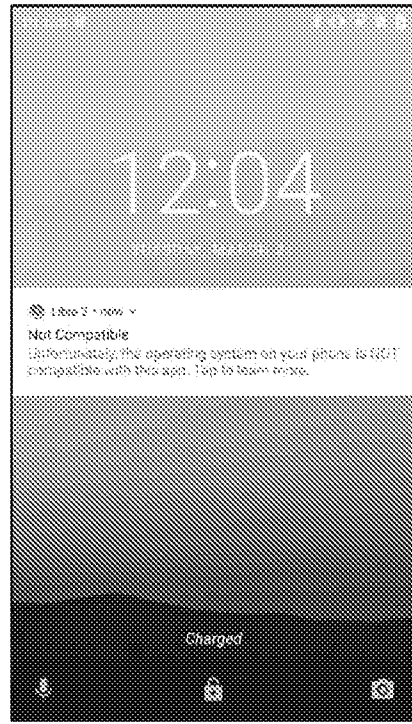 12:04
Libre 3 • now
Not Compatible
Unfortunately, the operating system on your phone is NOT
compatible with this app. Tap to learn more.
Charged